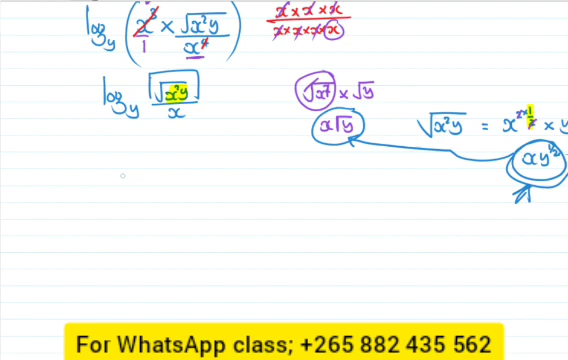 log_y (x³/1 × √(x²y)/x⁴)
x × x × x / x × x × x × x
log_y √(x²y)/x
√x² × √y
x√y
√(x²y) = x^(2×1/2) × y
xy^(1/2)
For WhatsApp class; +265 882 435 562